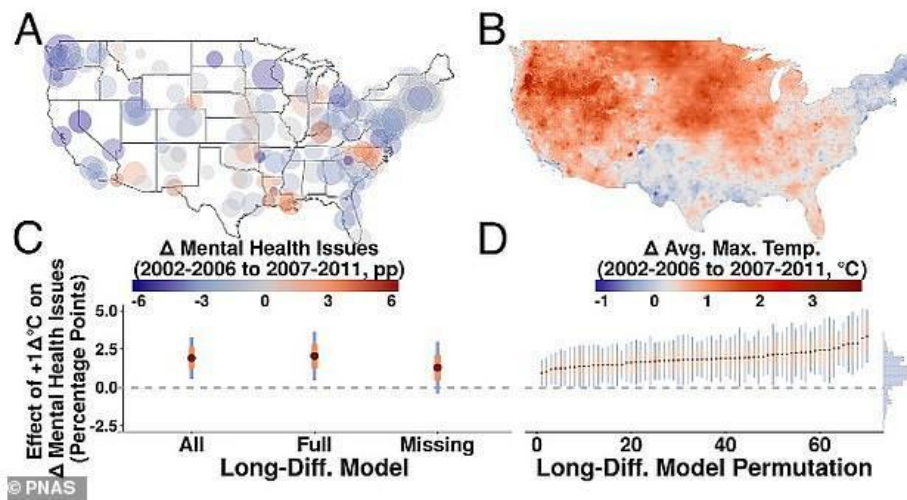 A
B
C
Δ Mental Health Issues
(2002-2006 to 2007-2011, pp)
-6 -3 0 3 6
D
Δ Avg. Max. Temp.
(2002-2006 to 2007-2011, °C)
-1 0 1 2 3
Effect of +1Δ°C on
Δ Mental Health Issues
(Percentage Points)
5.0
2.5
0.0
-2.5
All Full Missing
Long-Diff. Model
0 20 40 60
Long-Diff. Model Permutation
© PNAS